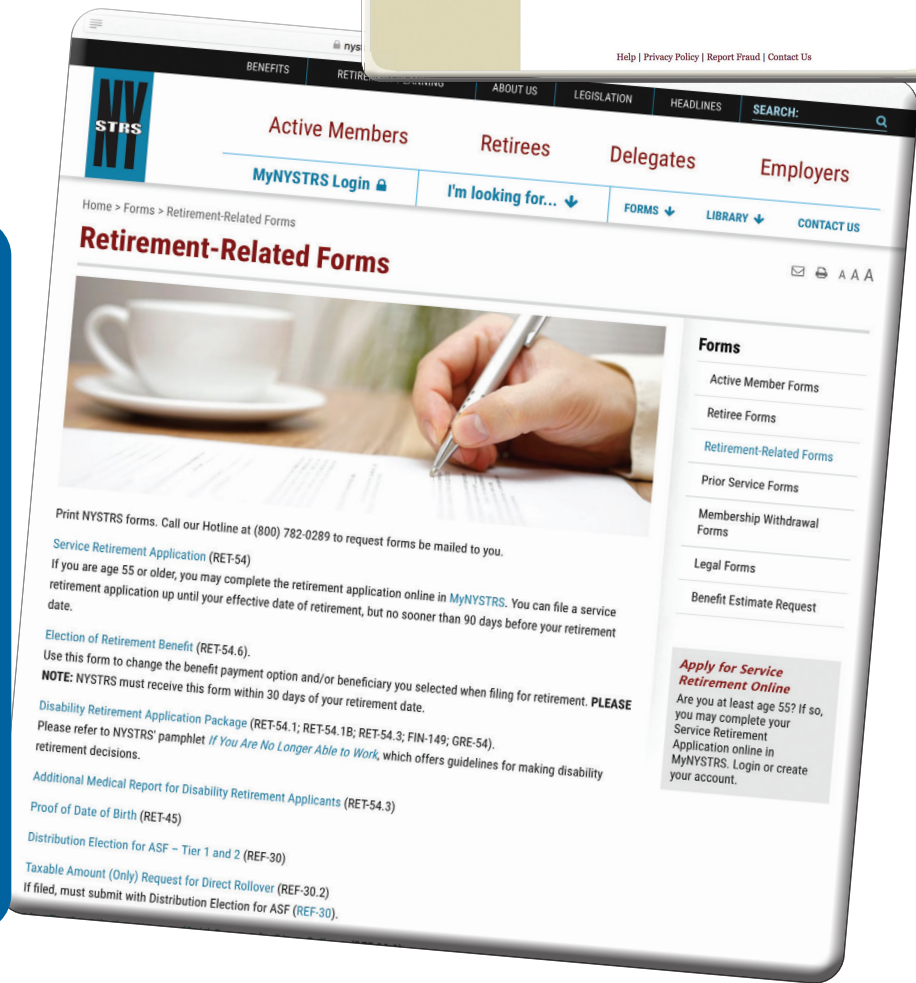 Help | Privacy Policy | Report Fraud | Contact Us
nys
BENEFITS
ABOUT US
LEGISLATION
HEADLINES
SEARCH:
NY
STRS
NY
Active Members
Retirees
Delegates
Employers
MyNYSTRS Login
I'm looking for...
FORMS
LIBRARY
CONTACT US
Home > Forms > Retirement-Related Forms
Retirement-Related Forms
A A A
Print NYSTRS forms. Call our Hotline at (800) 782-0289 to request forms be mailed to you.
Service Retirement Application (RET-54)
If you are age 55 or older, you may complete the retirement application online in MyNYSTRS. You can file a service
retirement application up until your effective date of retirement, but no sooner than 90 days before your retirement
date.
Election of Retirement Benefit (RET-54.6).
Use this form to change the benefit payment option and/or beneficiary you selected when filing for retirement. PLEASE
NOTE: NYSTRS must receive this form within 30 days of your retirement date.
Disability Retirement Application Package (RET-54.1; RET-54.1B; RET-54.3; FIN-149; GRE-54).
Please refer to NYSTRS' pamphlet If You Are No Longer Able to Work, which offers guidelines for making disability
retirement decisions.
Additional Medical Report for Disability Retirement Applicants (RET-54.3)
Proof of Date of Birth (RET-45)
Distribution Election for ASF – Tier 1 and 2 (REF-30)
Taxable Amount (Only) Request for Direct Rollover (REF-30.2)
If filed, must submit with Distribution Election for ASF (REF-30).
Forms
Active Member Forms
Retiree Forms
Retirement-Related Forms
Prior Service Forms
Membership Withdrawal
Forms
Legal Forms
Benefit Estimate Request
Apply for Service
Retirement Online
Are you at least age 55? If so,
you may complete your
Service Retirement
Application online in
MyNYSTRS. Login or create
your account.